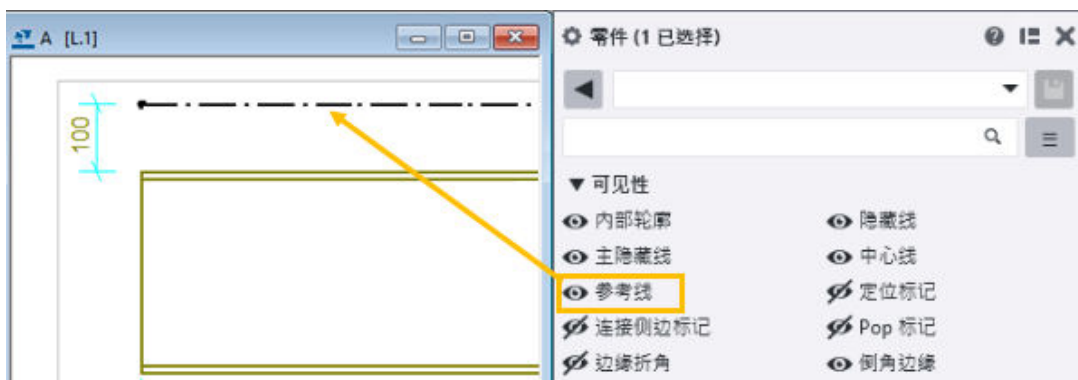 A [L.1]
零件 (1 已选择)
100
可见性
内部轮廓
隐藏线
主隐藏线
中心线
参考线
定位标记
连接侧边标记
Pop 标记
边缘折角
倒角边缘